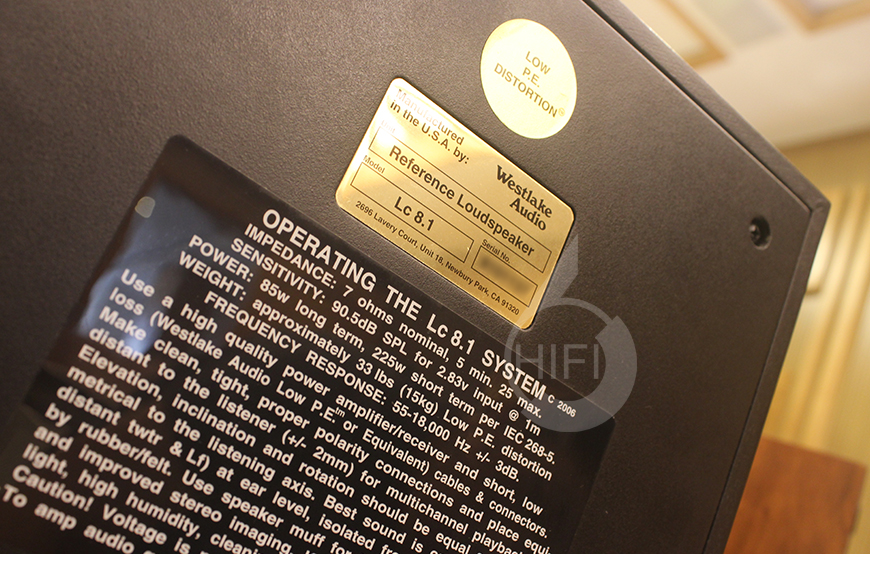 LOW
P.E.
DISTORTION®
Manufactured
in the U.S.A. by:
Westlake
Audio
Reference Loudspeaker
Model
Lc 8.1
Serial No.
2696 Lavery Court, Unit 18, Newbury Park, CA 91320
OPERATING THE Lc 8.1 SYSTEM © 2006
IMPEDANCE: 7 ohms nominal, 5 min. 25 max.
SENSITIVITY: 90.5dB SPL for 2.83v input @ 1m
POWER: 85w long term, 225w short term per IEC 268-5.
WEIGHT: approximately 33 lbs (15kg) Low P.E. distortion
FREQUENCY RESPONSE: 55-18,000 Hz +/- 3dB.
Use a high quality power amplifier/receiver and short, low
loss (Westlake Audio Low P.E.tm or Equivalent) cables & connectors.
Make clean, tight, proper polarity connections and place equi
distant to the listener (+/- 2mm) for multichannel playback
Elevation, inclination and rotation should be equal
metrical to the listening axis. Best sound is
distant twtr & Lf) at ear level, isolated
by rubber/felt. Use speaker muff for
and improved stereo imaging.
light, high humidity,
Caution! Voltage is
To amp audio
HIFI